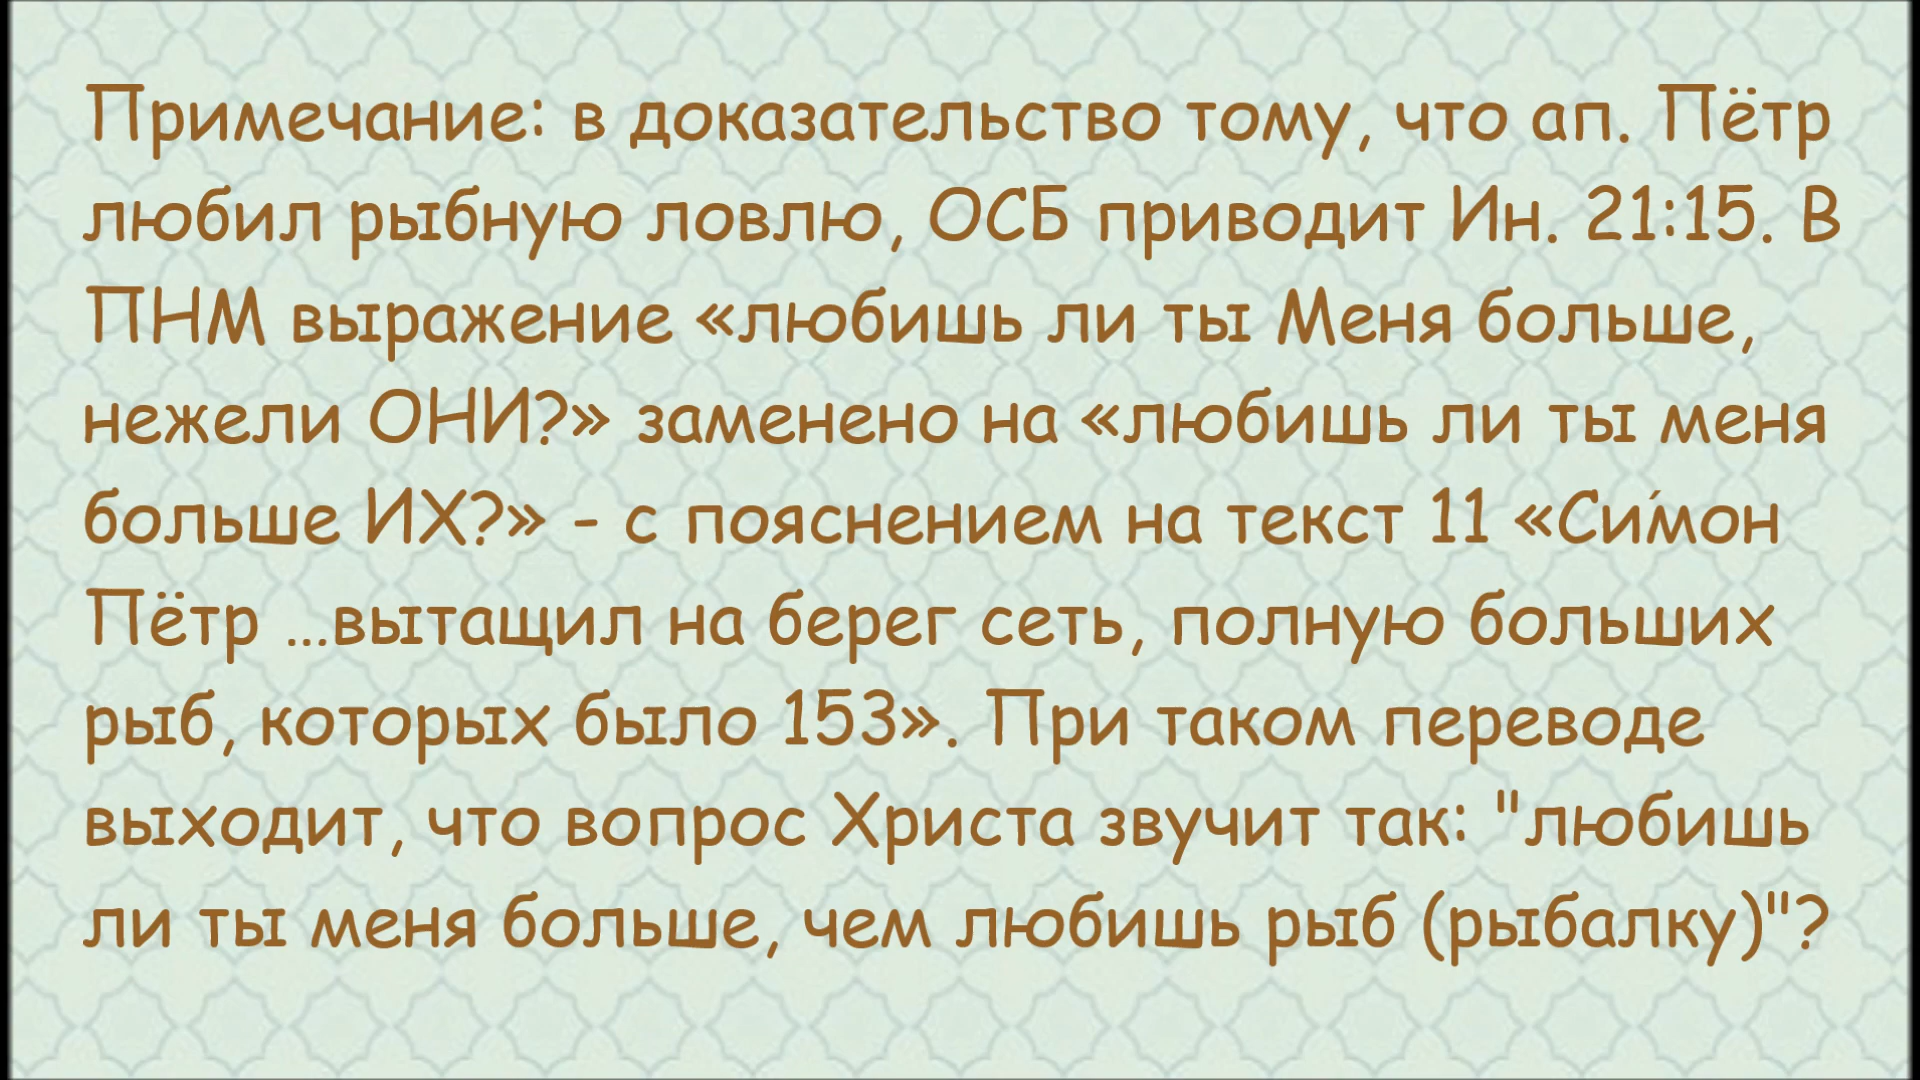 Примечание: в доказательство тому, что ап. Пётр
любил рыбную ловлю, ОСБ приводит Ин. 21:15. В
ПНМ выражение «любишь ли ты Меня больше,
нежели ОНИ?» заменено на «любишь ли ты меня
больше ИХ?» - с пояснением на текст 11 «Си́мон
Пётр ...вытащил на берег сеть, полную больших
рыб, которых было 153». При таком переводе
выходит, что вопрос Христа звучит так: "любишь
ли ты меня больше, чем любишь рыб (рыбалку)"?